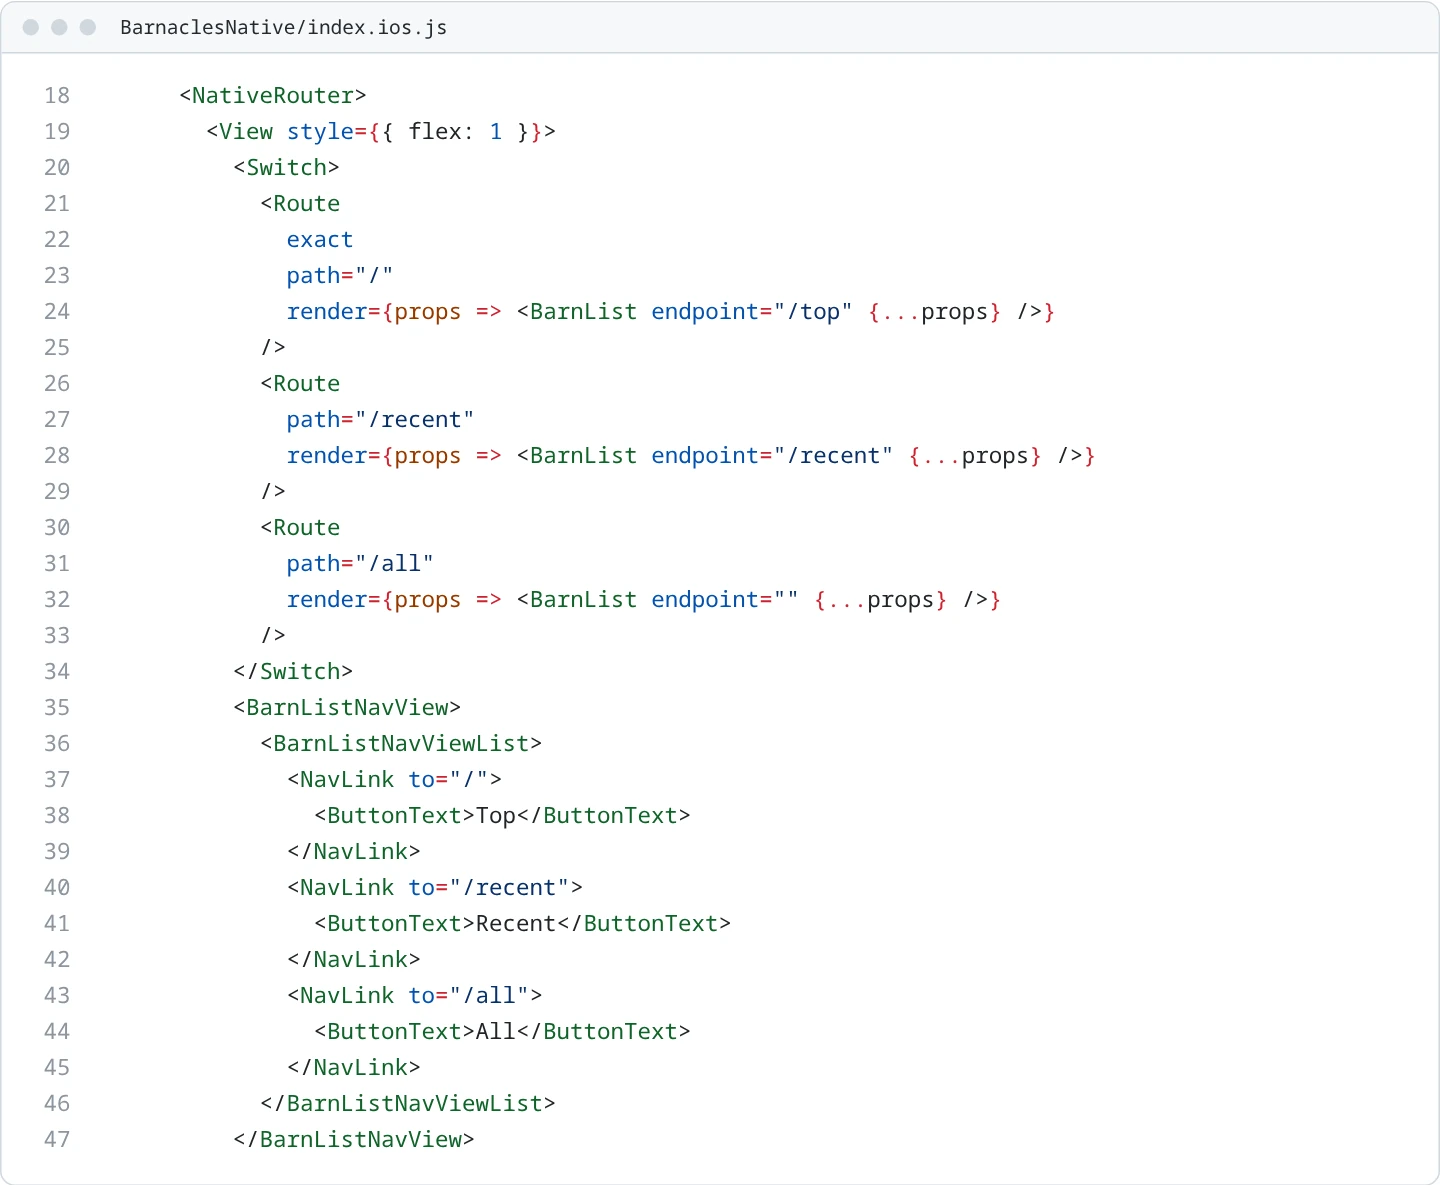 BarnaclesNative/index.ios.js
18        <NativeRouter>
19          <View style={{ flex: 1 }}>
20            <Switch>
21              <Route
22                exact
23                path="/"
24                render={props => <BarnList endpoint="/top" {...props} />}
25              />
26              <Route
27                path="/recent"
28                render={props => <BarnList endpoint="/recent" {...props} />}
29              />
30              <Route
31                path="/all"
32                render={props => <BarnList endpoint="" {...props} />}
33              />
34            </Switch>
35            <BarnListNavView>
36              <BarnListNavViewList>
37                <NavLink to="/">
38                  <ButtonText>Top</ButtonText>
39                </NavLink>
40                <NavLink to="/recent">
41                  <ButtonText>Recent</ButtonText>
42                </NavLink>
43                <NavLink to="/all">
44                  <ButtonText>All</ButtonText>
45                </NavLink>
46              </BarnListNavViewList>
47            </BarnListNavView>